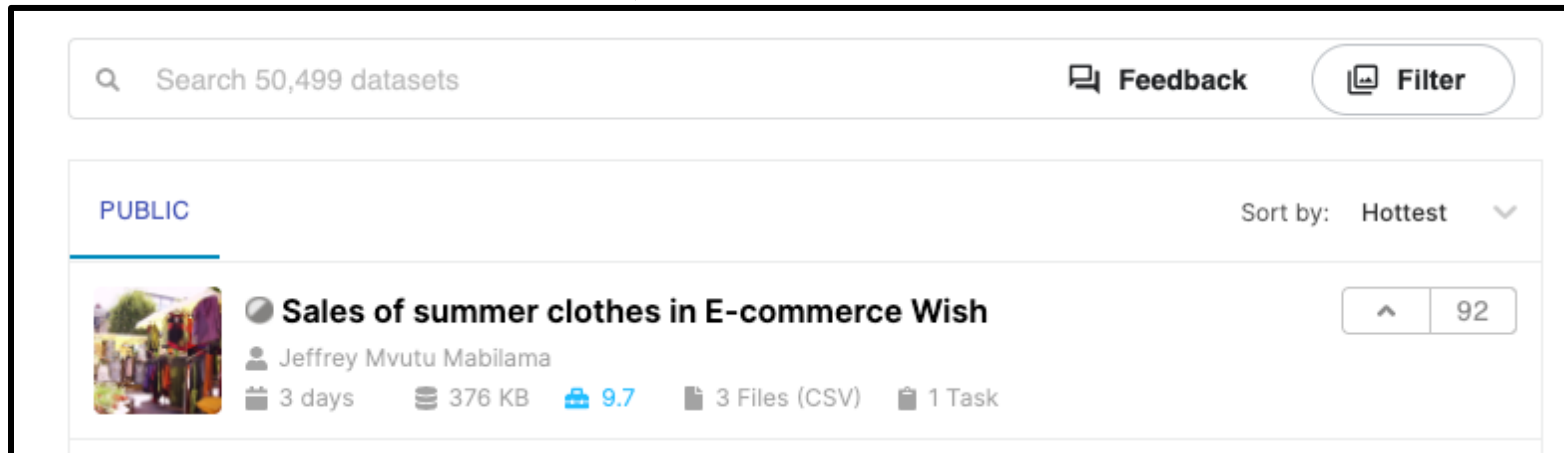 Search 50,499 datasets Feedback Filter
PUBLIC Sort by: Hottest
Sales of summer clothes in E-commerce Wish 92
Jeffrey Mvutu Mabilama
3 days 376 KB 9.7 3 Files (CSV) 1 Task